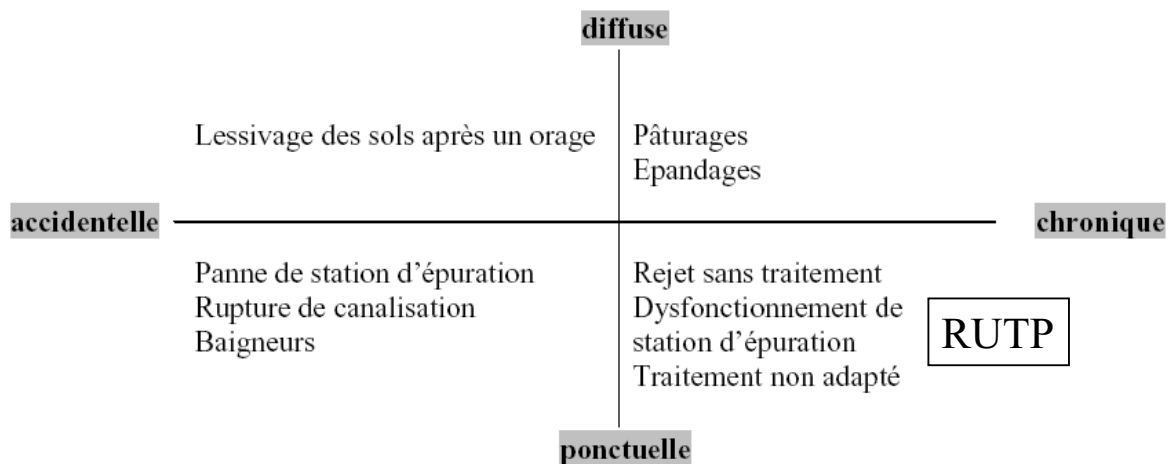 diffuse
Lessivage des sols après un orage
Pâturages
Epandages
accidentelle
chronique
Panne de station d’épuration
Rupture de canalisation
Baigneurs
Rejet sans traitement
Dysfonctionnement de
station d’épuration
Traitement non adapté
RUTP
ponctuelle